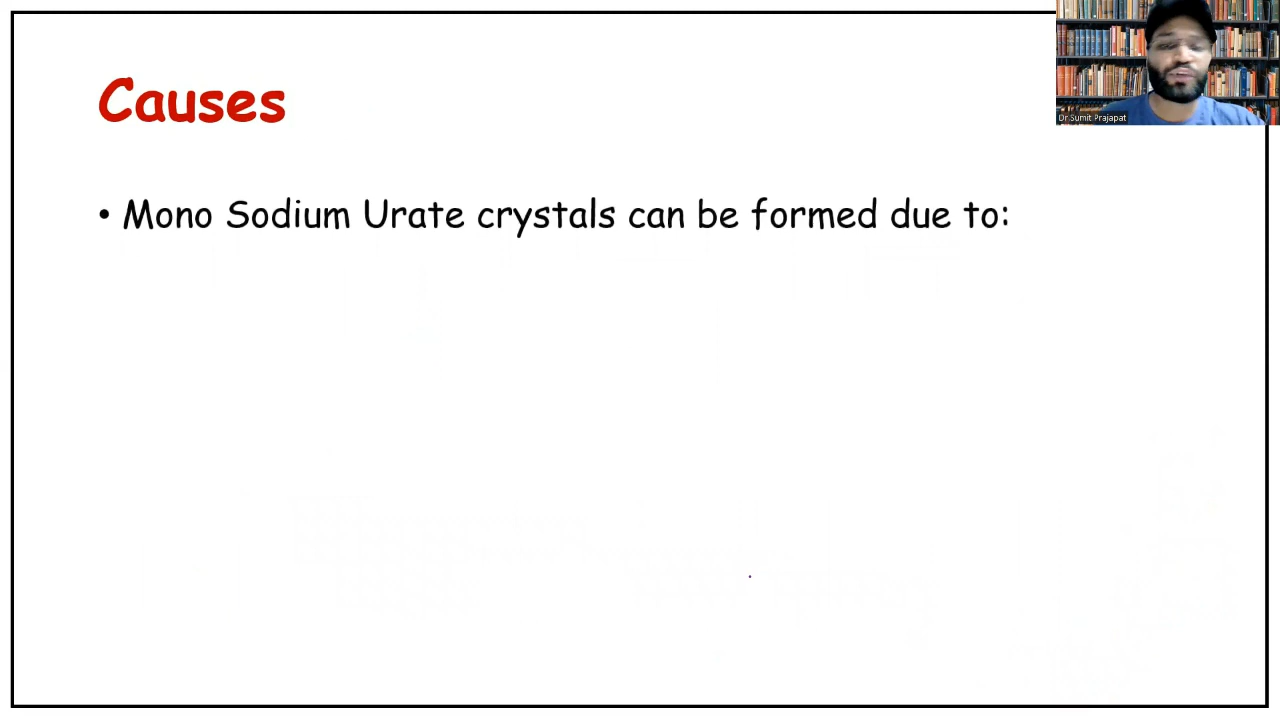 Causes
• Mono Sodium Urate crystals can be formed due to:
Dr.Sumit Prajapat